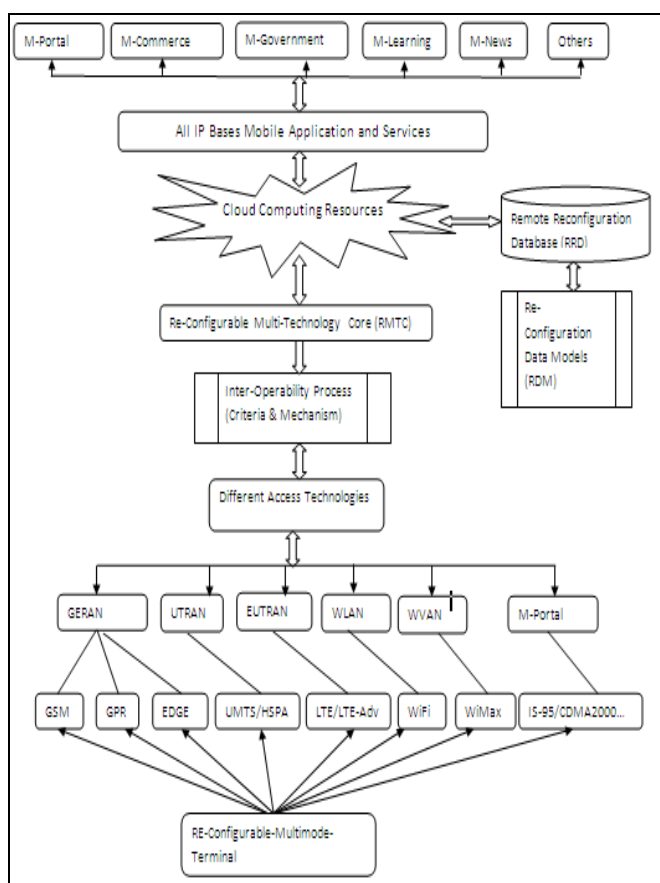 M-Portal
M-Commerce
M-Government
M-Learning
M-News
Others
All IP Bases Mobile Application and Services
Cloud Computing Resources
Remote Reconfiguration
Database (RRD)
Re-Configurable Multi-Technology Core (RMTC)
Re-
Configuration
Data Models
(RDM)
Inter-Operability Process
(Criteria & Mechanism)
Different Access Technologies
GERAN
UTRAN
EUTRAN
WLAN
WVAN
M-Portal
GSM
GPR
EDGE
UMTS/HSPA
LTE/LTE-Adv
WiFi
WiMax
IS-95/CDMA2000...
RE-Configurable-Multimode-
Terminal